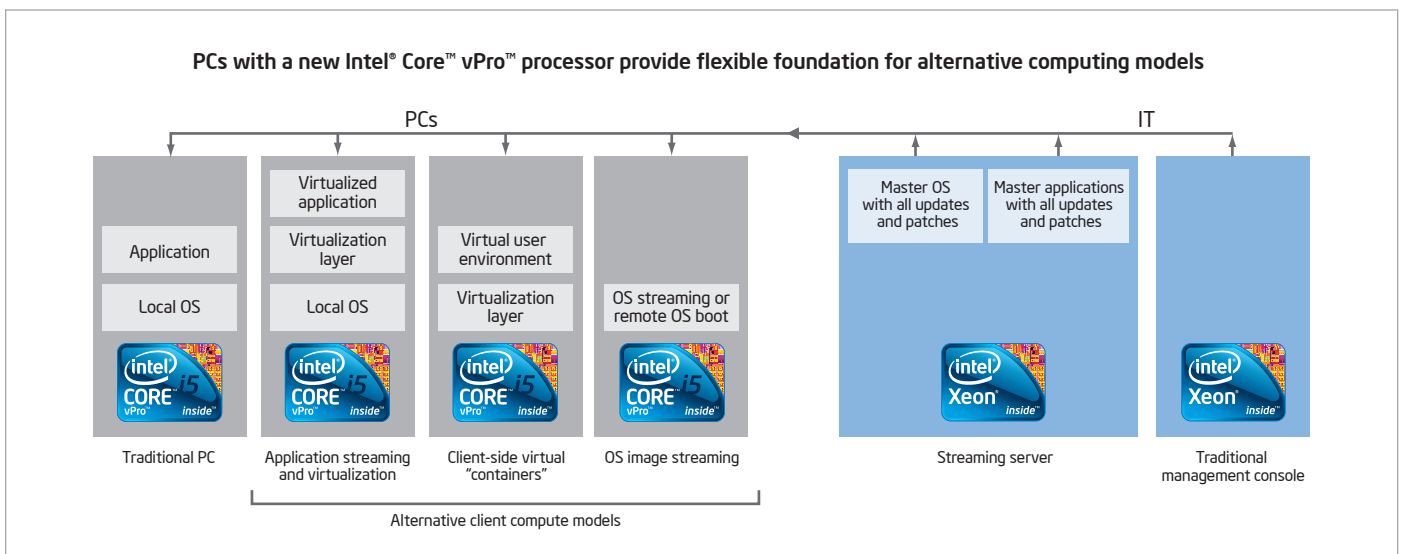 PCs with a new Intel® Core™ vPro™ processor provide flexible foundation for alternative computing models
PCs
IT
Application
Local OS
intel)
CORE™ i5
vPro™
inside™
Traditional PC
Virtualized
application
Virtualization
layer
Local OS
intel)
CORE™ i5
vPro™
inside™
Application streaming
and virtualization
Virtual user
environment
Virtualization
layer
intel)
CORE™ i5
vPro™
inside™
Client-side virtual
“containers”
OS streaming or
remote OS boot
intel)
CORE™ i5
vPro™
inside™
OS image streaming
Alternative client compute models
Master OS
with all updates
and patches
Master applications
with all updates
and patches
intel)
Xeon®
inside™
Streaming server
intel)
Xeon®
inside™
Traditional
management console